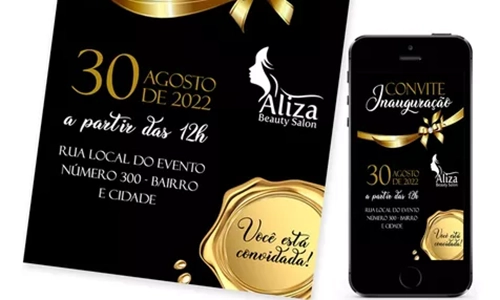 30 AGOSTO
DE 2022
a partir das 12h
RUA LOCAL DO EVENTO
NÚMERO 300 - BAIRRO
E CIDADE
Aliza
Beauty Salon
Você está
convidada!
CONVITE
Inauguração
30 AGOSTO
DE 2022
a partir das 12h
RUA LOCAL DO EVENTO
NÚMERO 300 - BAIRRO
E CIDADE
Aliza
Beauty Salon
Você está
convidada!